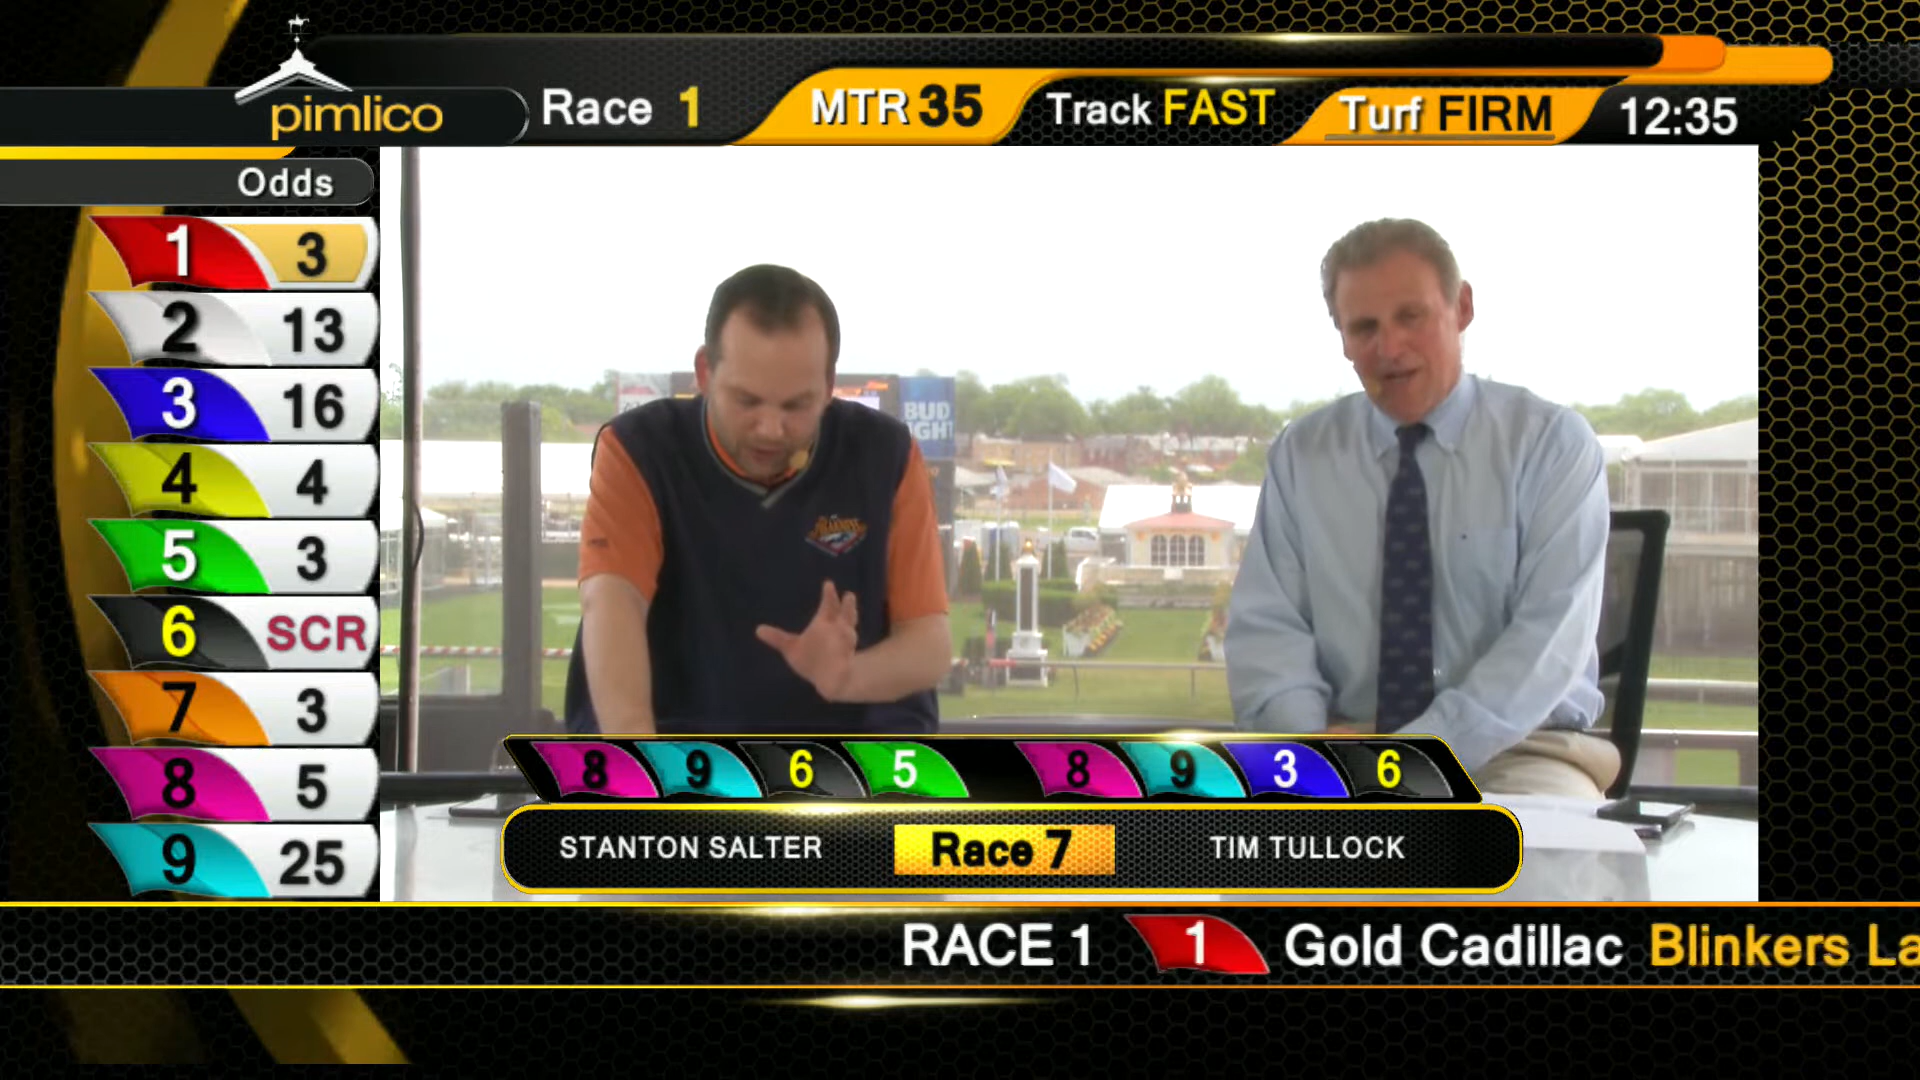 pimlico
Race 1
MTR 35
Track FAST
Turf FIRM
12:35
Odds
1 3
2 13
3 16
4 4
5 3
6 SCR
7 3
8 5
9 25
BUD
8 9 6 5 8 9 3 6
STANTON SALTER Race 7 TIM TULLOCK
RACE 1 1 Gold Cadillac Blinkers La